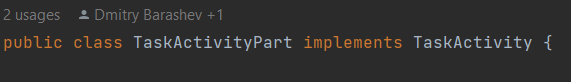 2 usages Dmitry Barashev +1
public class TaskActivityPart implements TaskActivity {